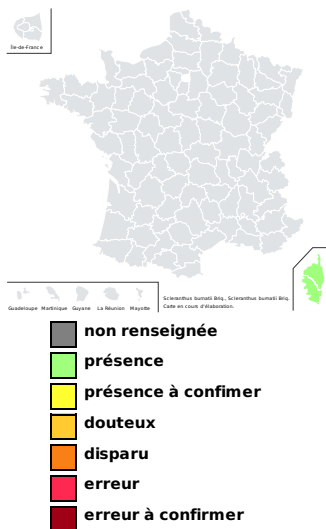 Île-de-France
Scleranthus burnatii Briq., Scleranthus burnatii Briq.
Carte en cours d'élaboration.
Guadeloupe Martinique Guyane La Réunion Mayotte
non renseignée
présence
présence à confimer
douteux
disparu
erreur
erreur à confirmer